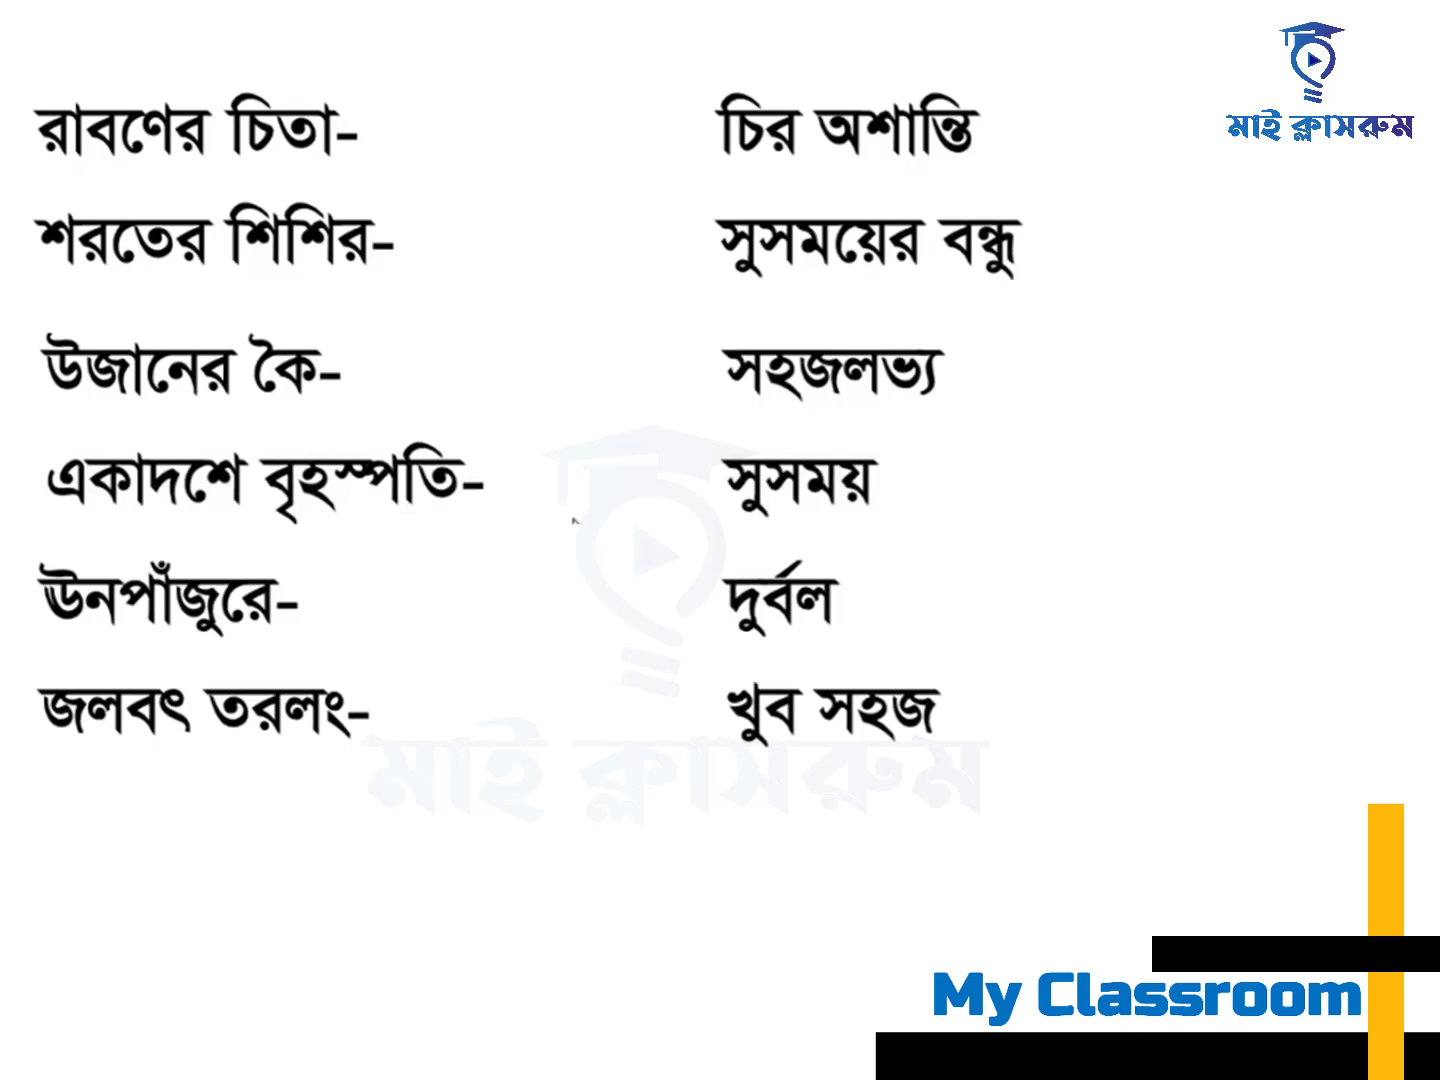 মাই ক্লাসরুম
রাবণের চিতা- চির অশান্তি
শরতের শিশির- সুসময়ের বন্ধু
উজানের কৈ- সহজলভ্য
একাদশে বৃহস্পতি- সুসময়
ঊনপাঁজুরে- দুর্বল
জলবৎ তরলং- খুব সহজ
মাই ক্লাসরুম
My Classroom